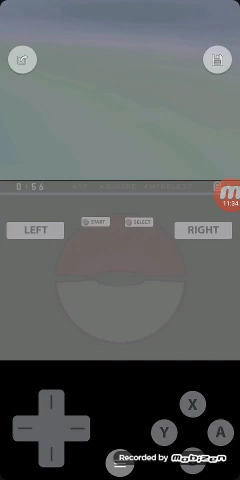 0:56
m
11:34
START
SELECT
LEFT
RIGHT
X
Y
A
Recorded by mobizen